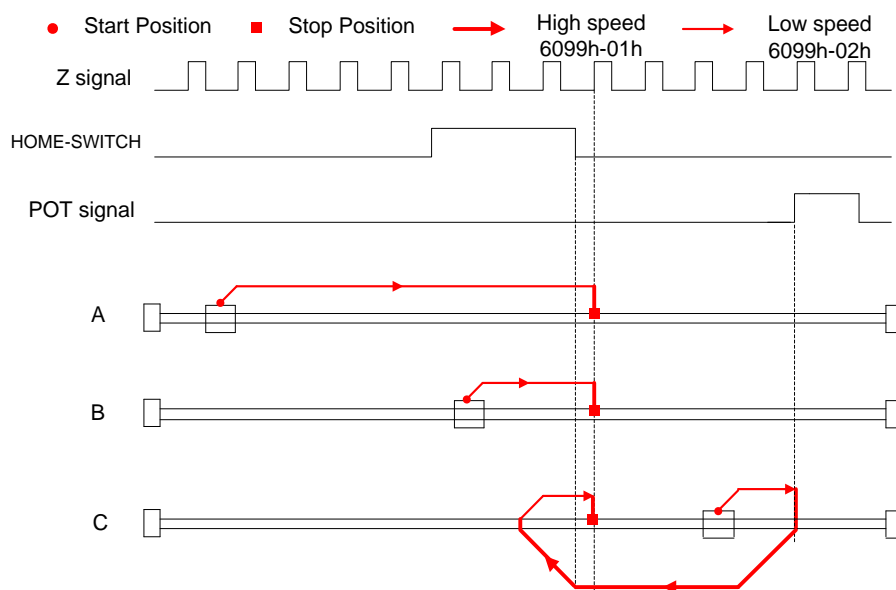 Start Position
Stop Position
High speed
6099h-01h
Low speed
6099h-02h
Z signal
HOME-SWITCH
POT signal
A
B
C